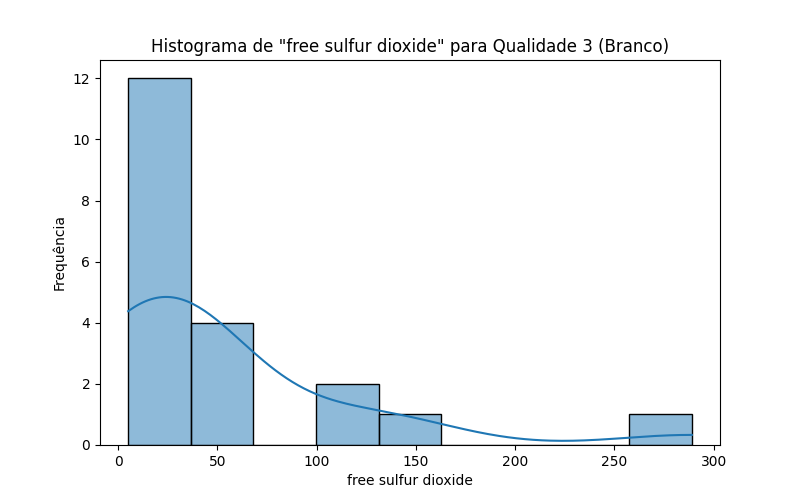 Histograma de "free sulfur dioxide" para Qualidade 3 (Branco)
12
10
8
6
4
2
0
Frequência
0 50 100 150 200 250 300
free sulfur dioxide